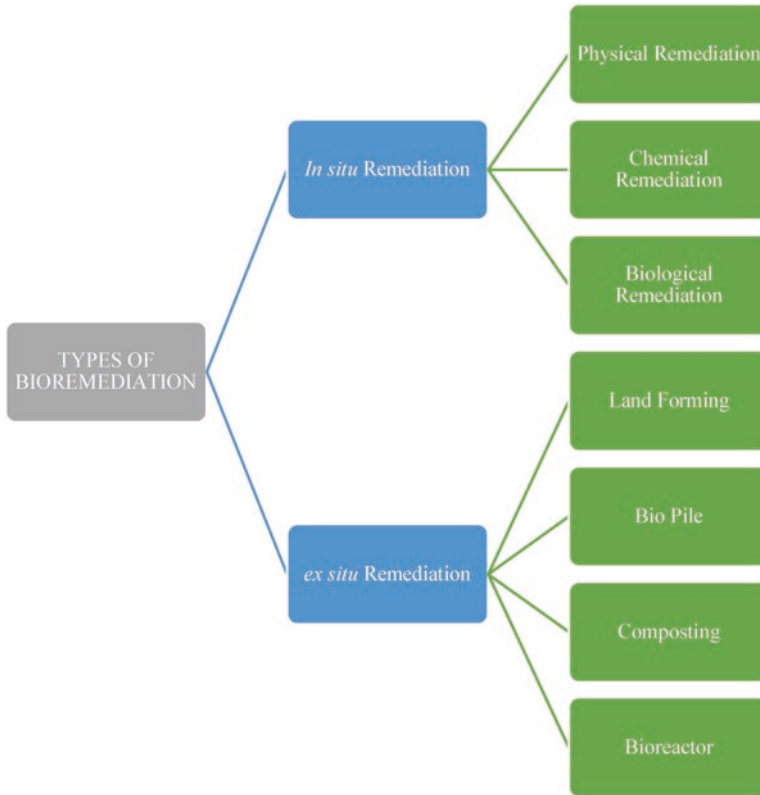 Physical Remediation
In situ Remediation
Chemical
Remediation
Biological
Remediation
TYPES OF
BIOREMEDIATION
Land Forming
Bio Pile
ex situ Remediation
Composting
Bioreactor